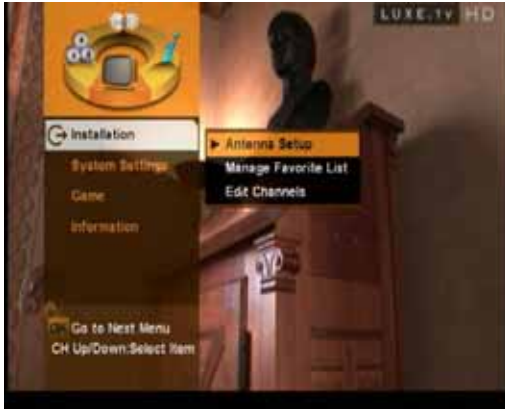 LUXE.TV HD
Installation
Antenna Setup
System Settings
Manage Favorite List
Game
Edit Channels
Information
OK Go to Next Menu
CH Up/Down:Select Item